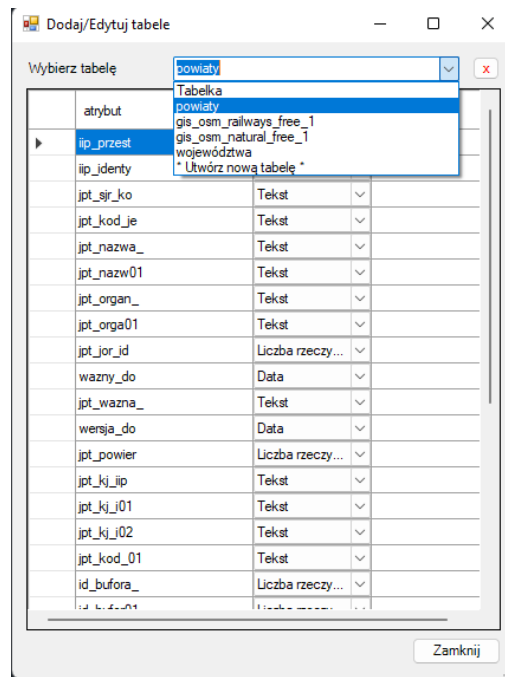 Dodaj/Edytuj tabele
Wybierz tabelę powiaty x
Tabelka
powiaty
gis_osm_railways_free_1
gis_osm_natural_free_1
województwa
* Utwórz nową tabelę *
atrybut
iip_przest
iip_identy
jpt_sjr_ko Tekst
jpt_kod_je Tekst
jpt_nazwa_ Tekst
jpt_nazw01 Tekst
jpt_organ_ Tekst
jpt_orga01 Tekst
jpt_jor_id Liczba rzeczy...
wazny_do Data
jpt_wazna_ Tekst
wersja_do Data
jpt_powier Liczba rzeczy...
jpt_kj_iip Tekst
jpt_kj_i01 Tekst
jpt_kj_i02 Tekst
jpt_kod_01 Tekst
id_bufora_ Liczba rzeczy...
Zamknij